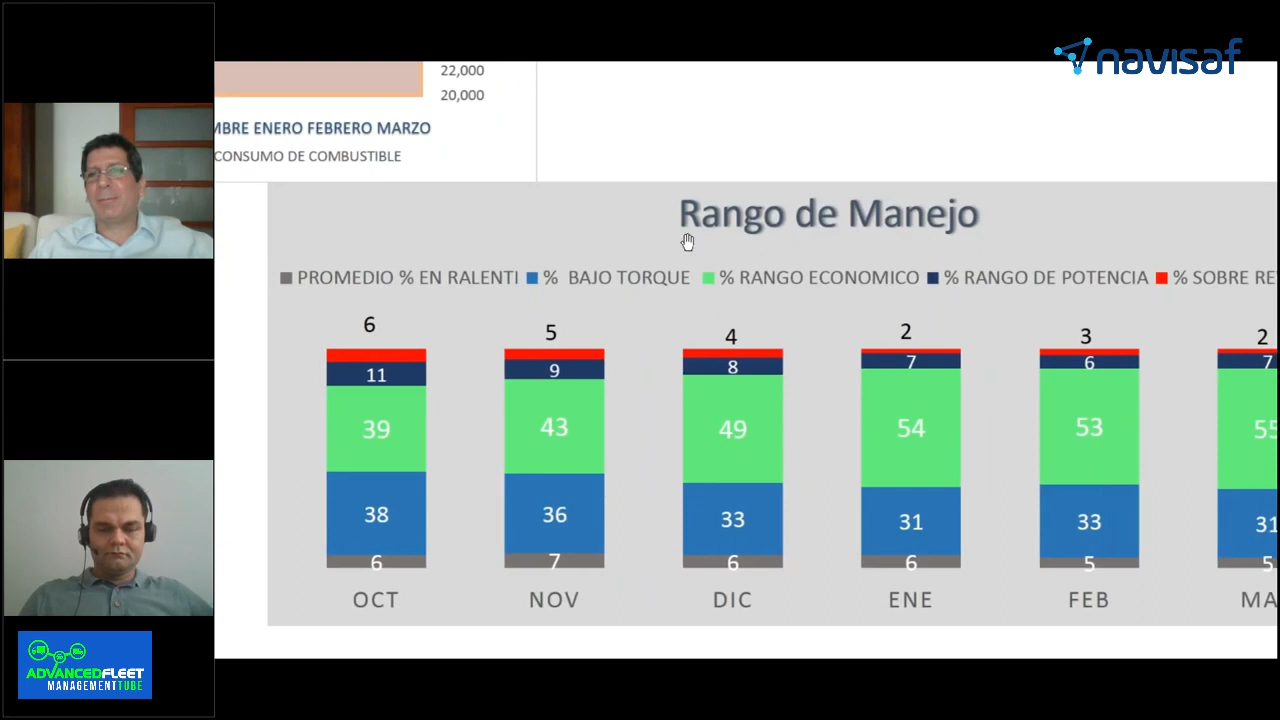 navisaf
22,000
20,000
MBRE ENERO FEBRERO MARZO
CONSUMO DE COMBUSTIBLE
Rango de Manejo
PROMEDIO % EN RALENTI % BAJO TORQUE % RANGO ECONOMICO % RANGO DE POTENCIA % SOBRE RE
6 5 4 2 3 2
11 9 8 7 6 7
39 43 49 54 53 55
38 36 33 31 33 31
6 7 6 6 5 5
OCT NOV DIC ENE FEB MA
ADVANCEDFLEET
MANAGEMENTTUBE